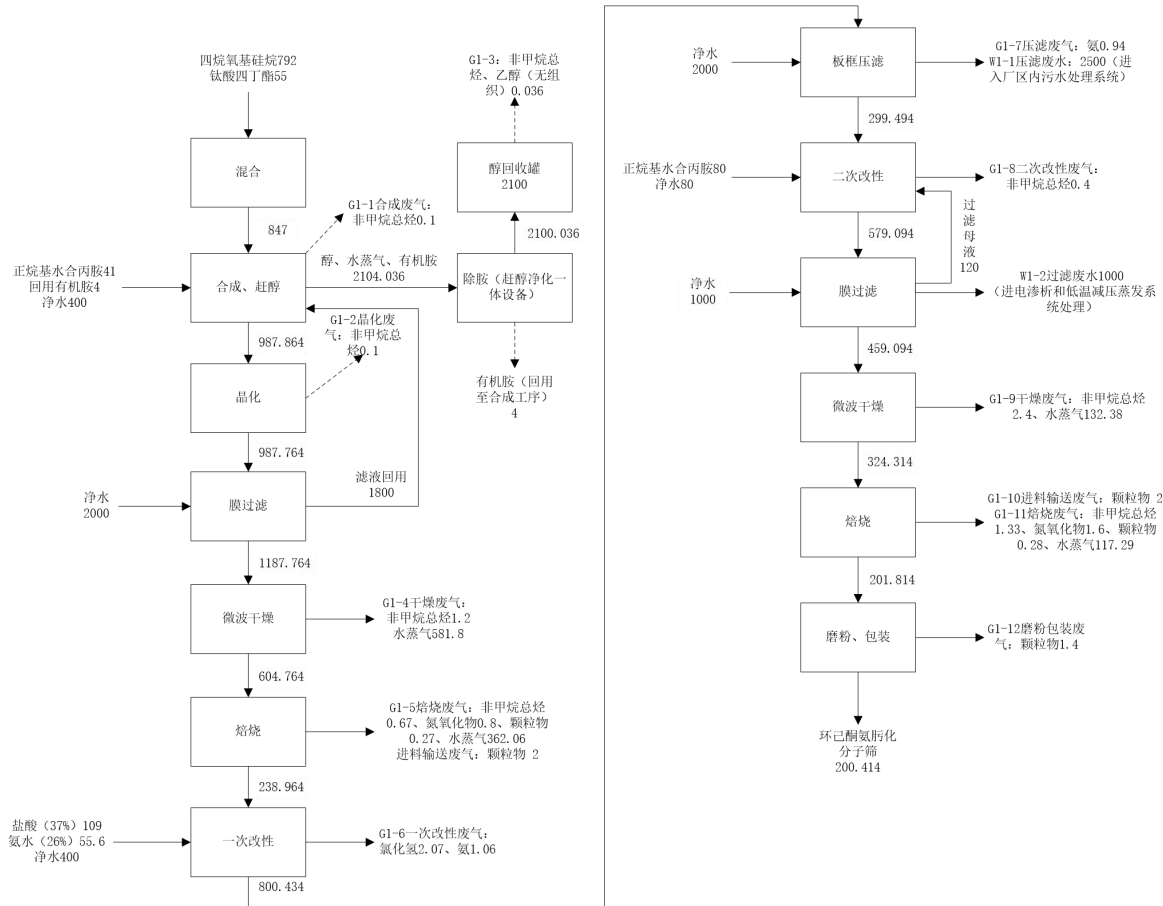 四烷氧基硅烷792
钛酸四丁酯55
混合
847
G1-1合成废气：
非甲烷总烃0.1
正烷基水合丙胺41
回用有机胺4
净水400
合成、赶醇
醇、水蒸气、有机胺
2104.036
G1-3：非甲烷总
烃、乙醇（无组
织）0.036
醇回收罐
2100
2100.036
除胺（赶醇净化一
体设备）
有机胺（回用
至合成工序）
4
987.864
G1-2晶化废
气：非甲烷总
烃0.1
晶化
987.764
滤液回用
1800
净水
2000
膜过滤
1187.764
微波干燥
G1-4干燥废气：
非甲烷总烃1.2
水蒸气581.8
604.764
焙烧
G1-5焙烧废气：非甲烷总烃
0.67、氮氧化物0.8、颗粒物
0.27、水蒸气362.06
进料输送废气：颗粒物 2
238.964
盐酸（37%）109
氨水（26%）55.6
净水400
一次改性
G1-6一次改性废气：
氯化氢2.07、氨1.06
800.434
净水
2000
板框压滤
G1-7压滤废气：氨0.94
W1-1压滤废水：2500（进
入厂区内污水处理系统）
299.494
正烷基水合丙胺80
净水80
二次改性
G1-8二次改性废气：
非甲烷总烃0.4
579.094
过
滤
母
液
120
净水
1000
膜过滤
W1-2过滤废水1000
（进电渗析和低温减压蒸发系
统处理）
459.094
微波干燥
G1-9干燥废气：非甲烷总烃
2.4、水蒸气132.38
324.314
焙烧
G1-10进料输送废气：颗粒物 2
G1-11焙烧废气：非甲烷总烃
1.33、氮氧化物1.6、颗粒物
0.28、水蒸气117.29
201.814
磨粉、包装
G1-12磨粉包装废
气：颗粒物1.4
环己酮氨肟化
分子筛
200.414